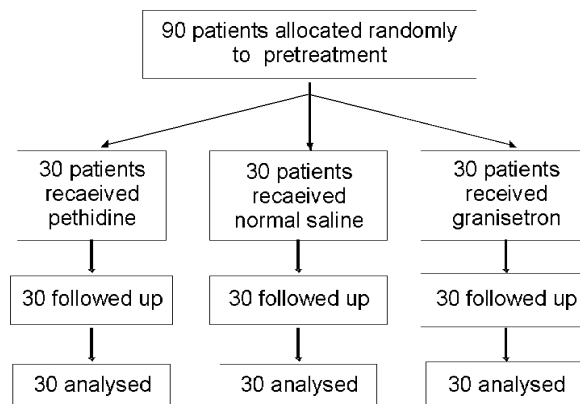 90 patients allocated randomly
to pretreatment
30 patients
recaeived
pethidine
30 patients
recaeived
normal saline
30 patients
received
granisetron
30 followed up
30 followed up
30 followed up
30 analysed
30 analysed
30 analysed